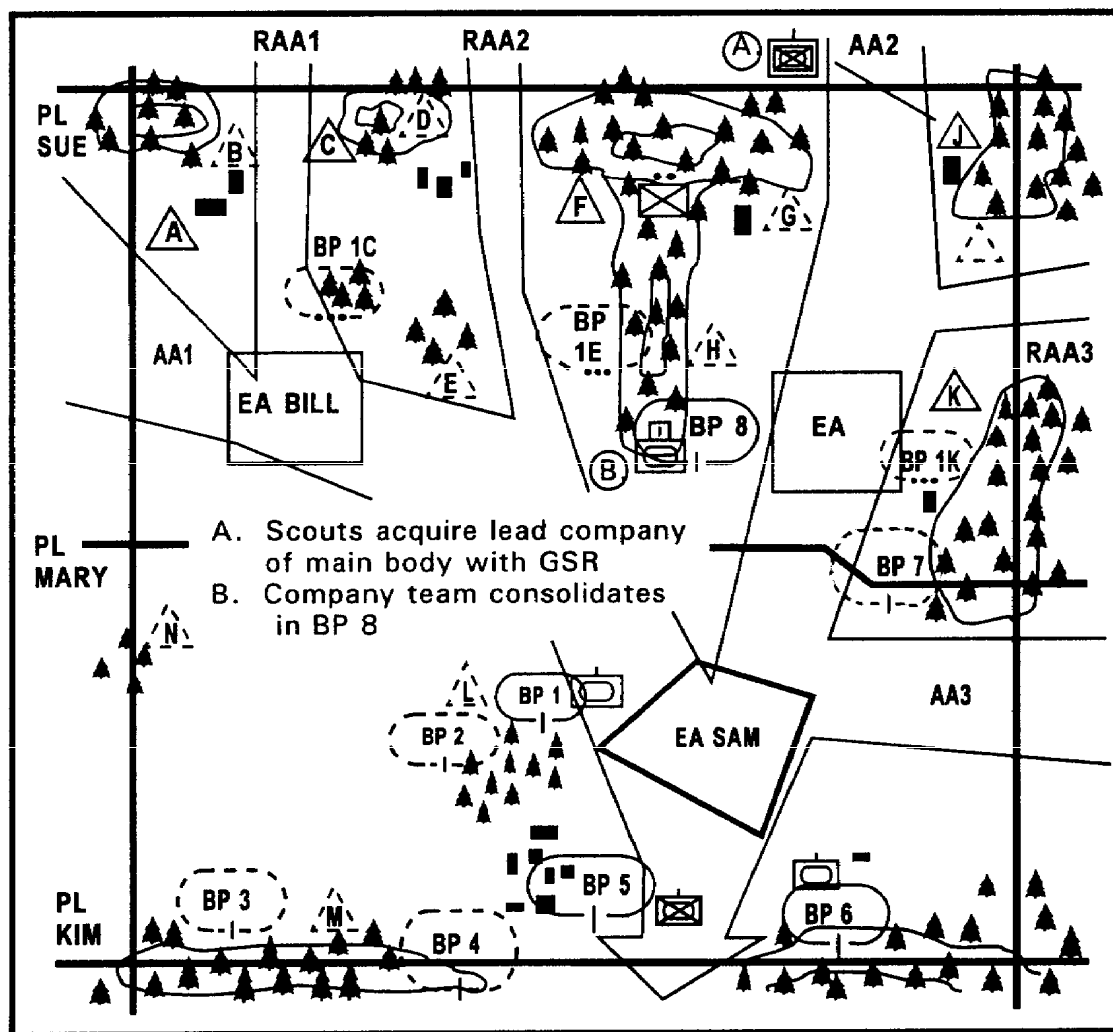 RAA1
RAA2
A
AA2
PL
SUE
B
C
D
J
A
F
G
BP 1C
AA1
BP
1E
H
RAA3
E
EA BILL
K
BP 8
EA
BP 1K
B
A. Scouts acquire lead company
of main body with GSR
B. Company team consolidates
in BP 8
PL
MARY
BP 7
N
L
BP 1
AA3
BP 2
EA SAM
BP 3
BP 5
M
BP 6
PL
KIM
BP 4